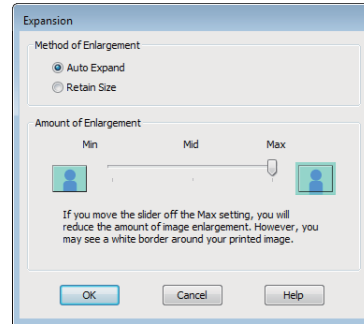 Expansion
Method of Enlargement
Auto Expand
Retain Size
Amount of Enlargement
Min Mid Max
If you move the slider off the Max setting, you will
reduce the amount of image enlargement. However, you
may see a white border around your printed image.
OK Cancel Help